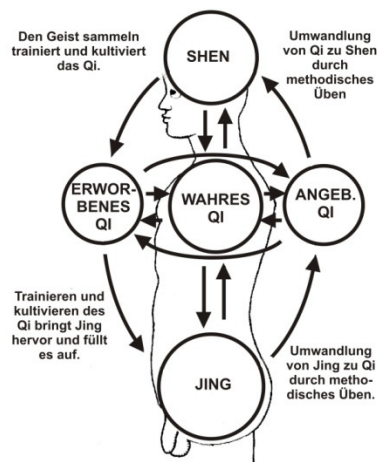 Den Geist sammeln
trainiert und kultiviert
das Qi.
Umwandlung
von Qi zu Shen
durch
methodisches
Üben
SHEN
ERWOR-
BENES
QI
WAHRES
QI
ANGEB.
QI
Trainieren und
kultivieren des
Qi bringt Jing
hervor und füllt
es auf.
JING
Umwandlung
von Jing zu Qi
durch metho-
disches Üben.